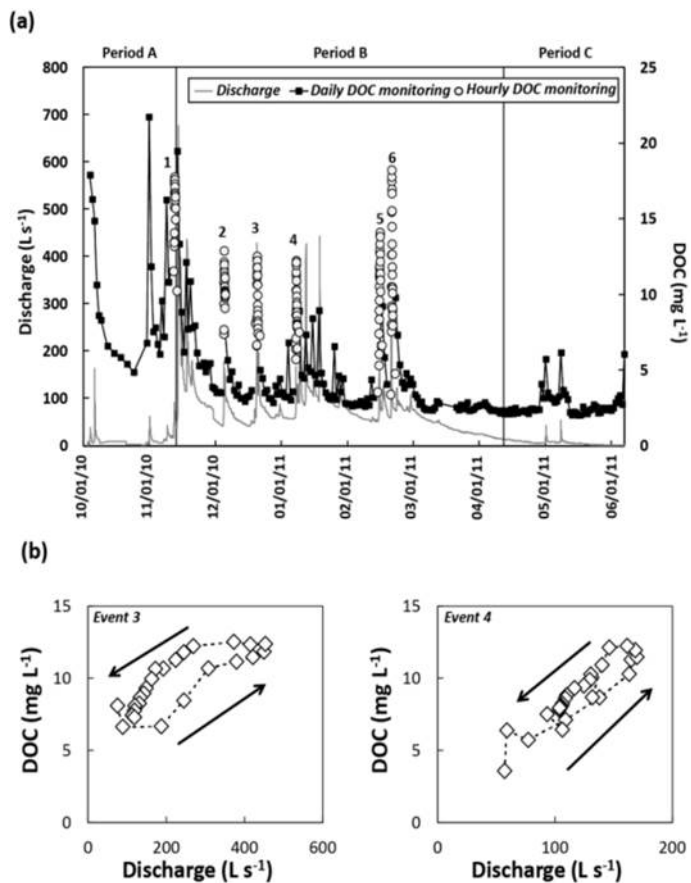 (a)
Period A Period B Period C
800 25
Discharge Daily DOC monitoring Hourly DOC monitoring
700
20
600
6
1
500
15
5
400
2 3
4
10
300
200
5
100
0 0
Discharge (L s⁻¹)
DOC (mg L⁻¹)
10/01/10 11/01/10 12/01/10 01/01/11 02/01/11 03/01/11 04/01/11 05/01/11 06/01/11
(b)
Event 3
15
10
5
0
DOC (mg L⁻¹)
0 200 400 600
Discharge (L s⁻¹)
Event 4
15
10
5
0
DOC (mg L⁻¹)
0 100 200
Discharge (L s⁻¹)